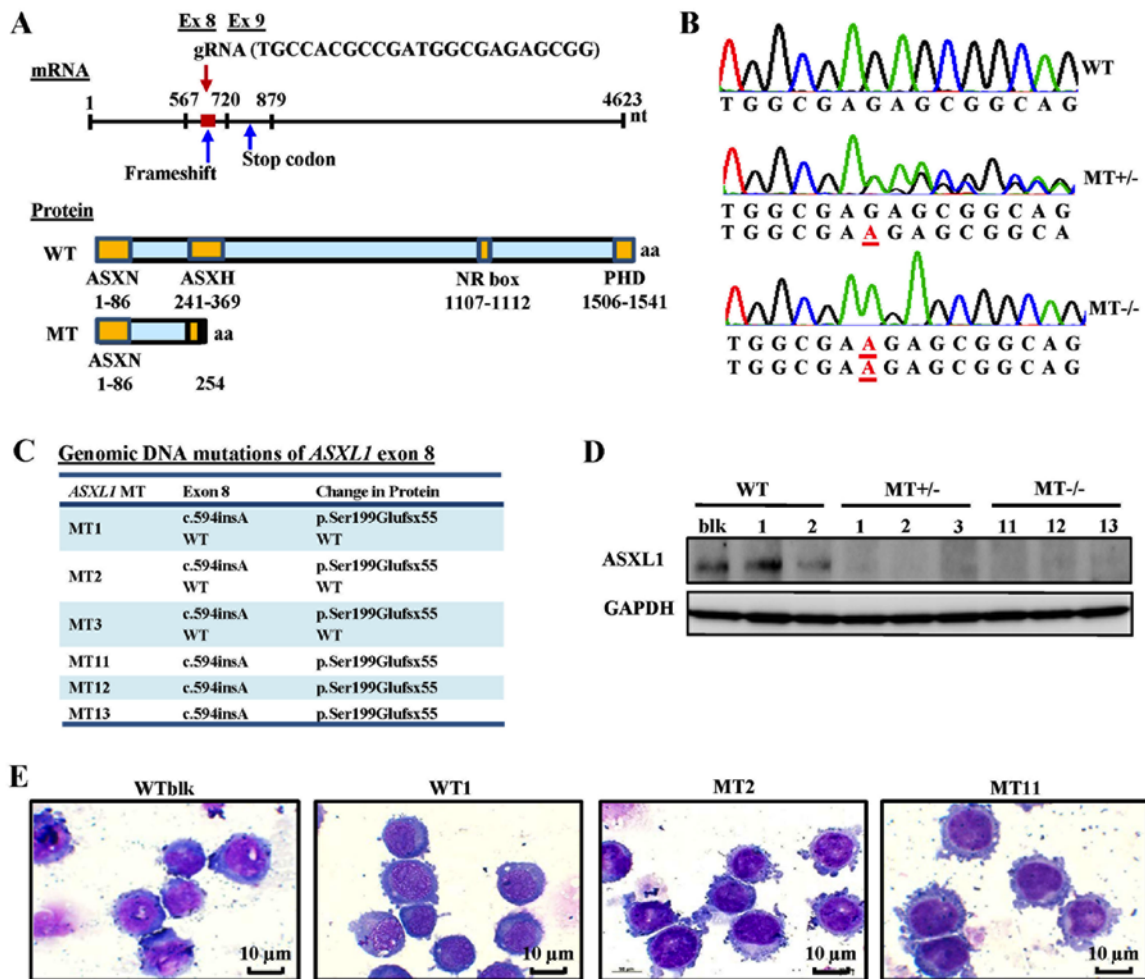 A
Ex 8 Ex 9
gRNA (TGCCACGCCGATGGCGAGAGCGG)
mRNA
1 567 720 879 4623
nt
Frameshift
Stop codon
Protein
WT aa
ASXN ASXH NR box PHD
1-86 241-369 1107-1112 1506-1541
MT aa
ASXN
1-86 254
B
WT
T G G C G A G A G C G G C A G
MT+/-
T G G C G A G A G C G G C A G
T G G C G A A G A G C G G C A
MT-/-
T G G C G A A G A G C G G C A G
T G G C G A A G A G C G G C A G
C Genomic DNA mutations of ASXL1 exon 8
ASXL1 MT Exon 8 Change in Protein
MT1 c.594insA p.Ser199Glufsx55
WT WT
MT2 c.594insA p.Ser199Glufsx55
WT WT
MT3 c.594insA p.Ser199Glufsx55
WT WT
MT11 c.594insA p.Ser199Glufsx55
MT12 c.594insA p.Ser199Glufsx55
MT13 c.594insA p.Ser199Glufsx55
D
WT MT+/- MT-/-
blk 1 2 1 2 3 11 12 13
ASXL1
GAPDH
E
WTblk WT1 MT2 MT11
10 µm 10 µm 10 µm 10 µm